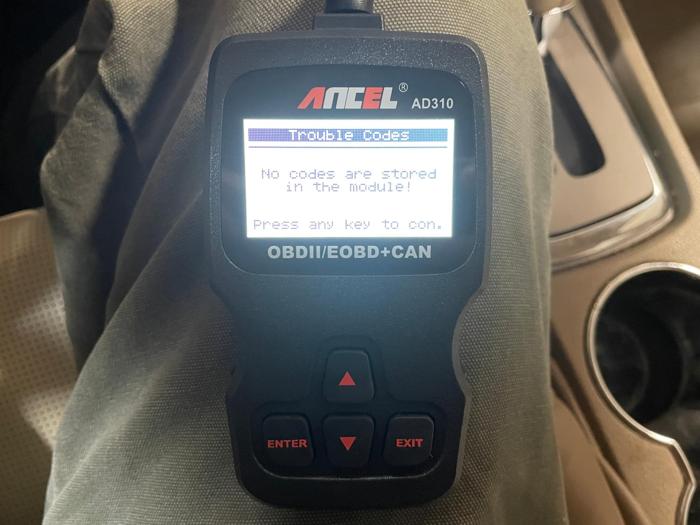 ANCEL® AD310
Trouble Codes
No codes are stored
in the module!
Press any key to con.
OBDII/EOBD+CAN
▲
ENTER ▼ EXIT